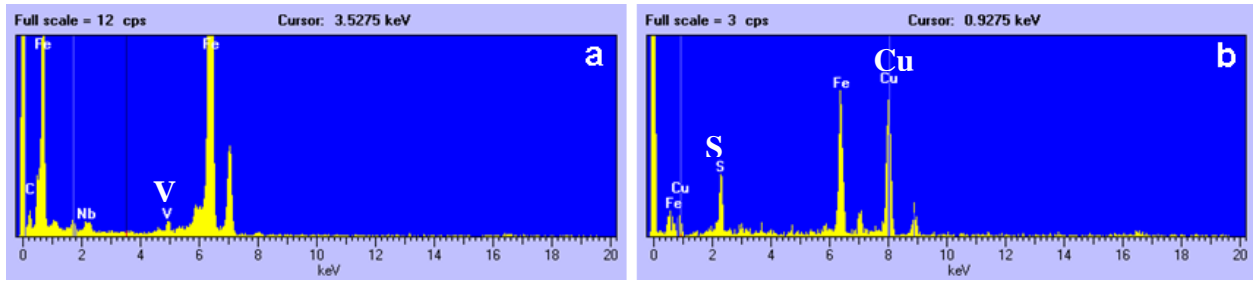 Full scale = 12 cps Cursor: 3.5275 keV
a
Fe Fe
C
Nb
V
V
0 2 4 6 8 10 12 14 16 18 20
keV
Full scale = 3 cps Cursor: 0.9275 keV
b
Cu
Fe Cu
S
S
Cu
Fe
0 2 4 6 8 10 12 14 16 18 20
keV